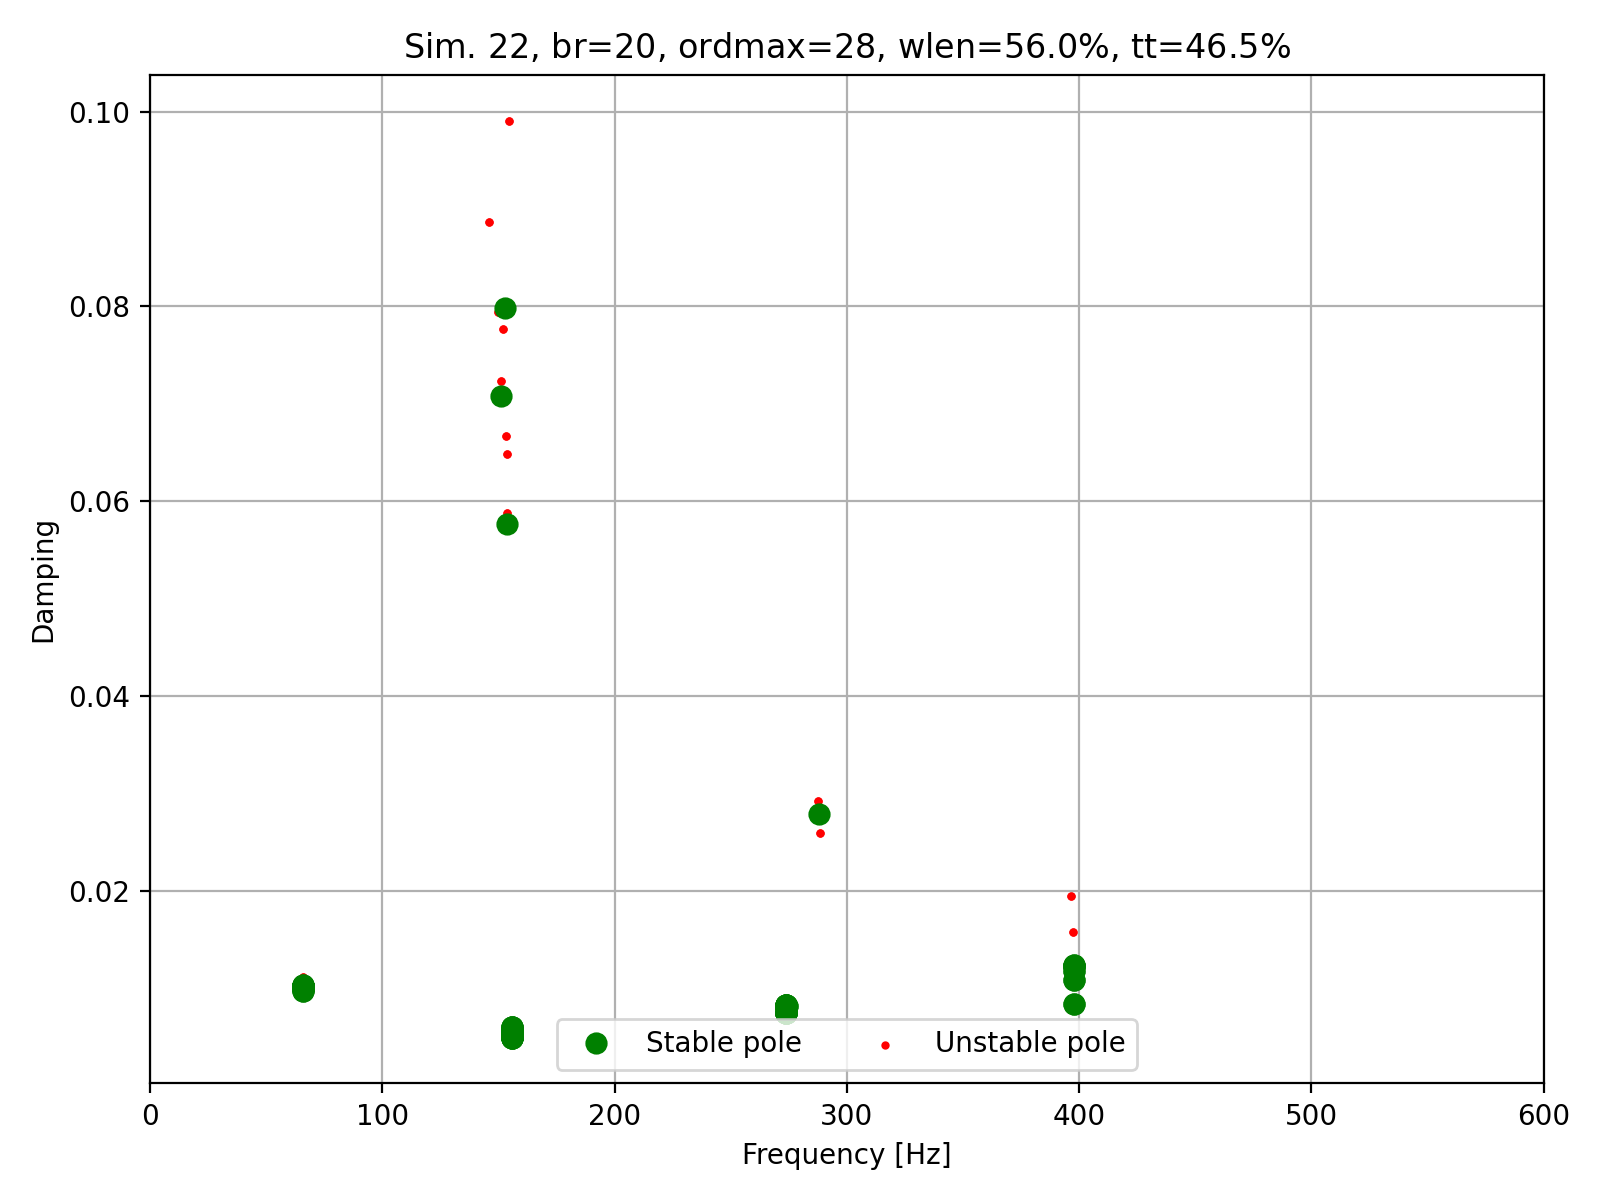 Sim. 22, br=20, ordmax=28, wlen=56.0%, tt=46.5%
0.10
0.08
0.06
0.04
0.02
Damping
Stable pole
Unstable pole
0
100
200
300
400
500
600
Frequency [Hz]